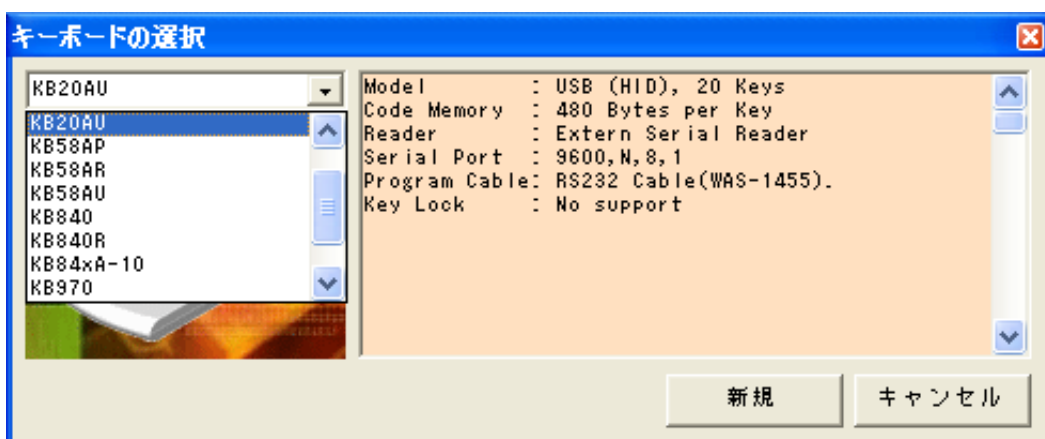 キーボードの選択
KB20AU
KB20AU
KB58AP
KB58AR
KB58AU
KB840
KB840R
KB84xA-10
KB970
Model : USB (HID), 20 Keys
Code Memory : 480 Bytes per Key
Reader : Extern Serial Reader
Serial Port : 9600,N,8,1
Program Cable: RS232 Cable(WAS-1455).
Key Lock : No support
新規
キャンセル